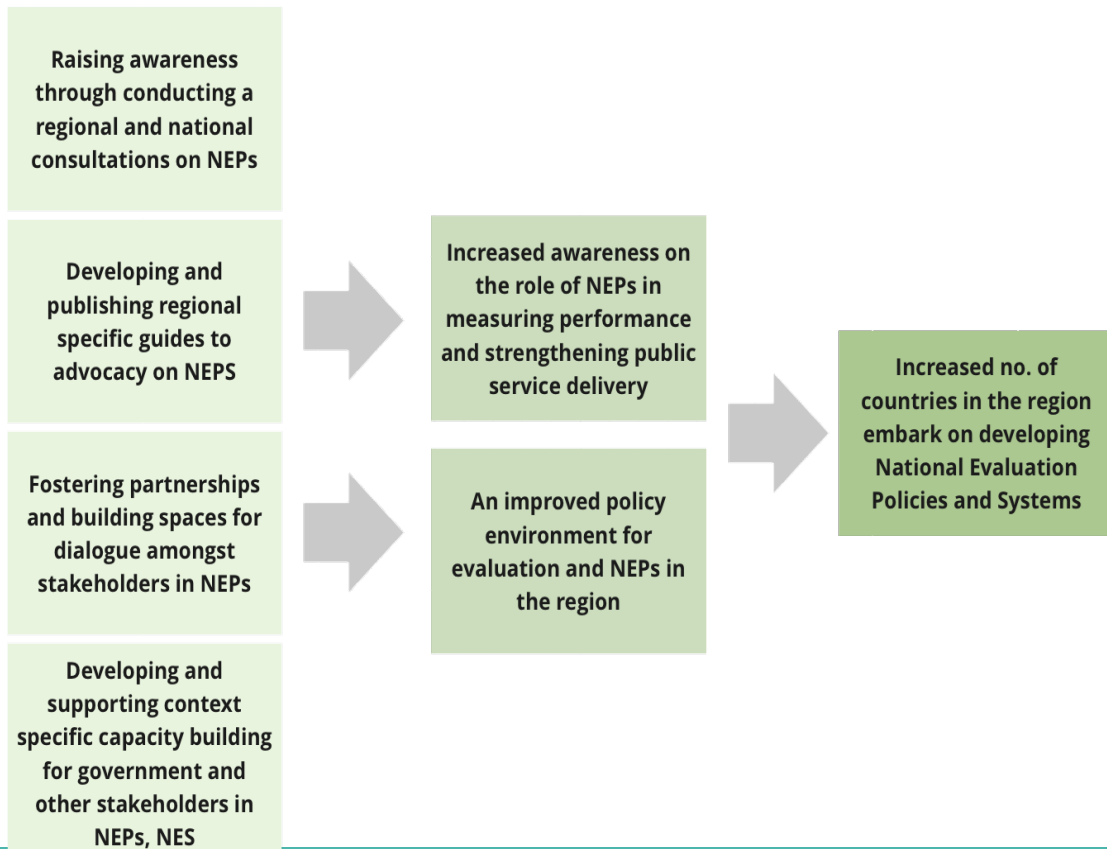 Raising awareness
through conducting a
regional and national
consultations on NEPs
Developing and
publishing regional
specific guides to
advocacy on NEPS
Fostering partnerships
and building spaces for
dialogue amongst
stakeholders in NEPs
Developing and
supporting context
specific capacity building
for government and
other stakeholders in
NEPs, NES
Increased awareness on
the role of NEPs in
measuring performance
and strengthening public
service delivery
An improved policy
environment for
evaluation and NEPs in
the region
Increased no. of
countries in the region
embark on developing
National Evaluation
Policies and Systems